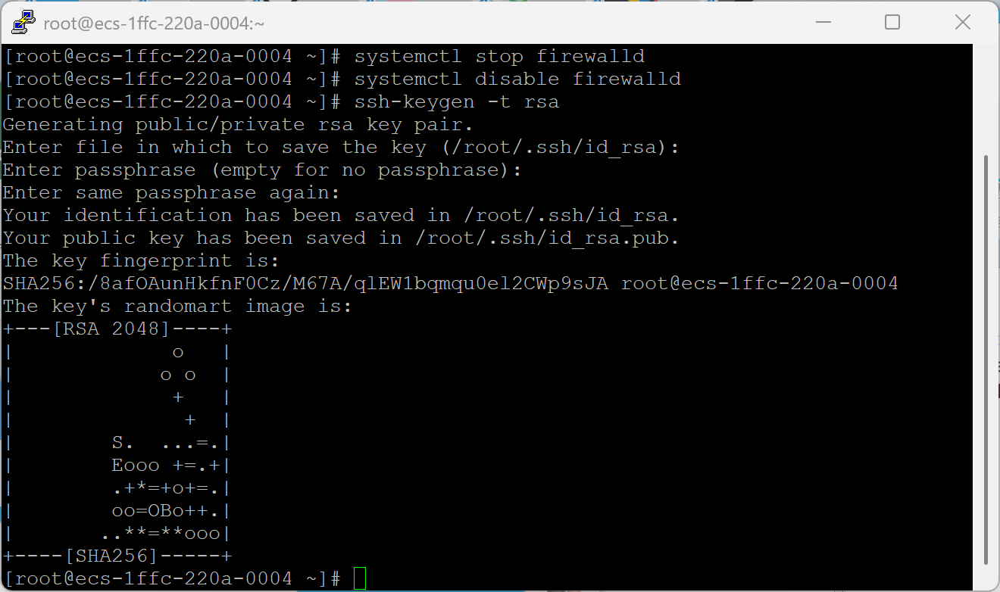 root@ecs-1ffc-220a-0004:~
[root@ecs-1ffc-220a-0004 ~]# systemctl stop firewalld
[root@ecs-1ffc-220a-0004 ~]# systemctl disable firewalld
[root@ecs-1ffc-220a-0004 ~]# ssh-keygen -t rsa
Generating public/private rsa key pair.
Enter file in which to save the key (/root/.ssh/id_rsa):
Enter passphrase (empty for no passphrase):
Enter same passphrase again:
Your identification has been saved in /root/.ssh/id_rsa.
Your public key has been saved in /root/.ssh/id_rsa.pub.
The key fingerprint is:
SHA256:/8afOAunHkfnF0Cz/M67A/qlEW1bqmqu0el2CWp9sJA root@ecs-1ffc-220a-0004
The key's randomart image is:
+---[RSA 2048]----+
|             o   |
|            o o  |
|             +   |
|              +  |
|        S.  ...=.|
|        Eooo +=.+|
|        .+*=+o+=.|
|        oo=OBo++.|
|       ..**=**ooo|
+----[SHA256]-----+
[root@ecs-1ffc-220a-0004 ~]#